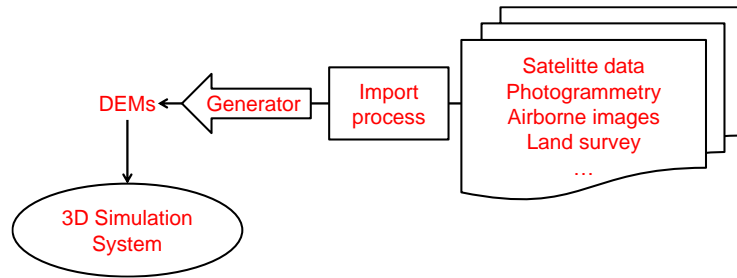 Satelitte data
Photogrammetry
Airborne images
Land survey
…
Import
process
Generator
DEMs
3D Simulation
System